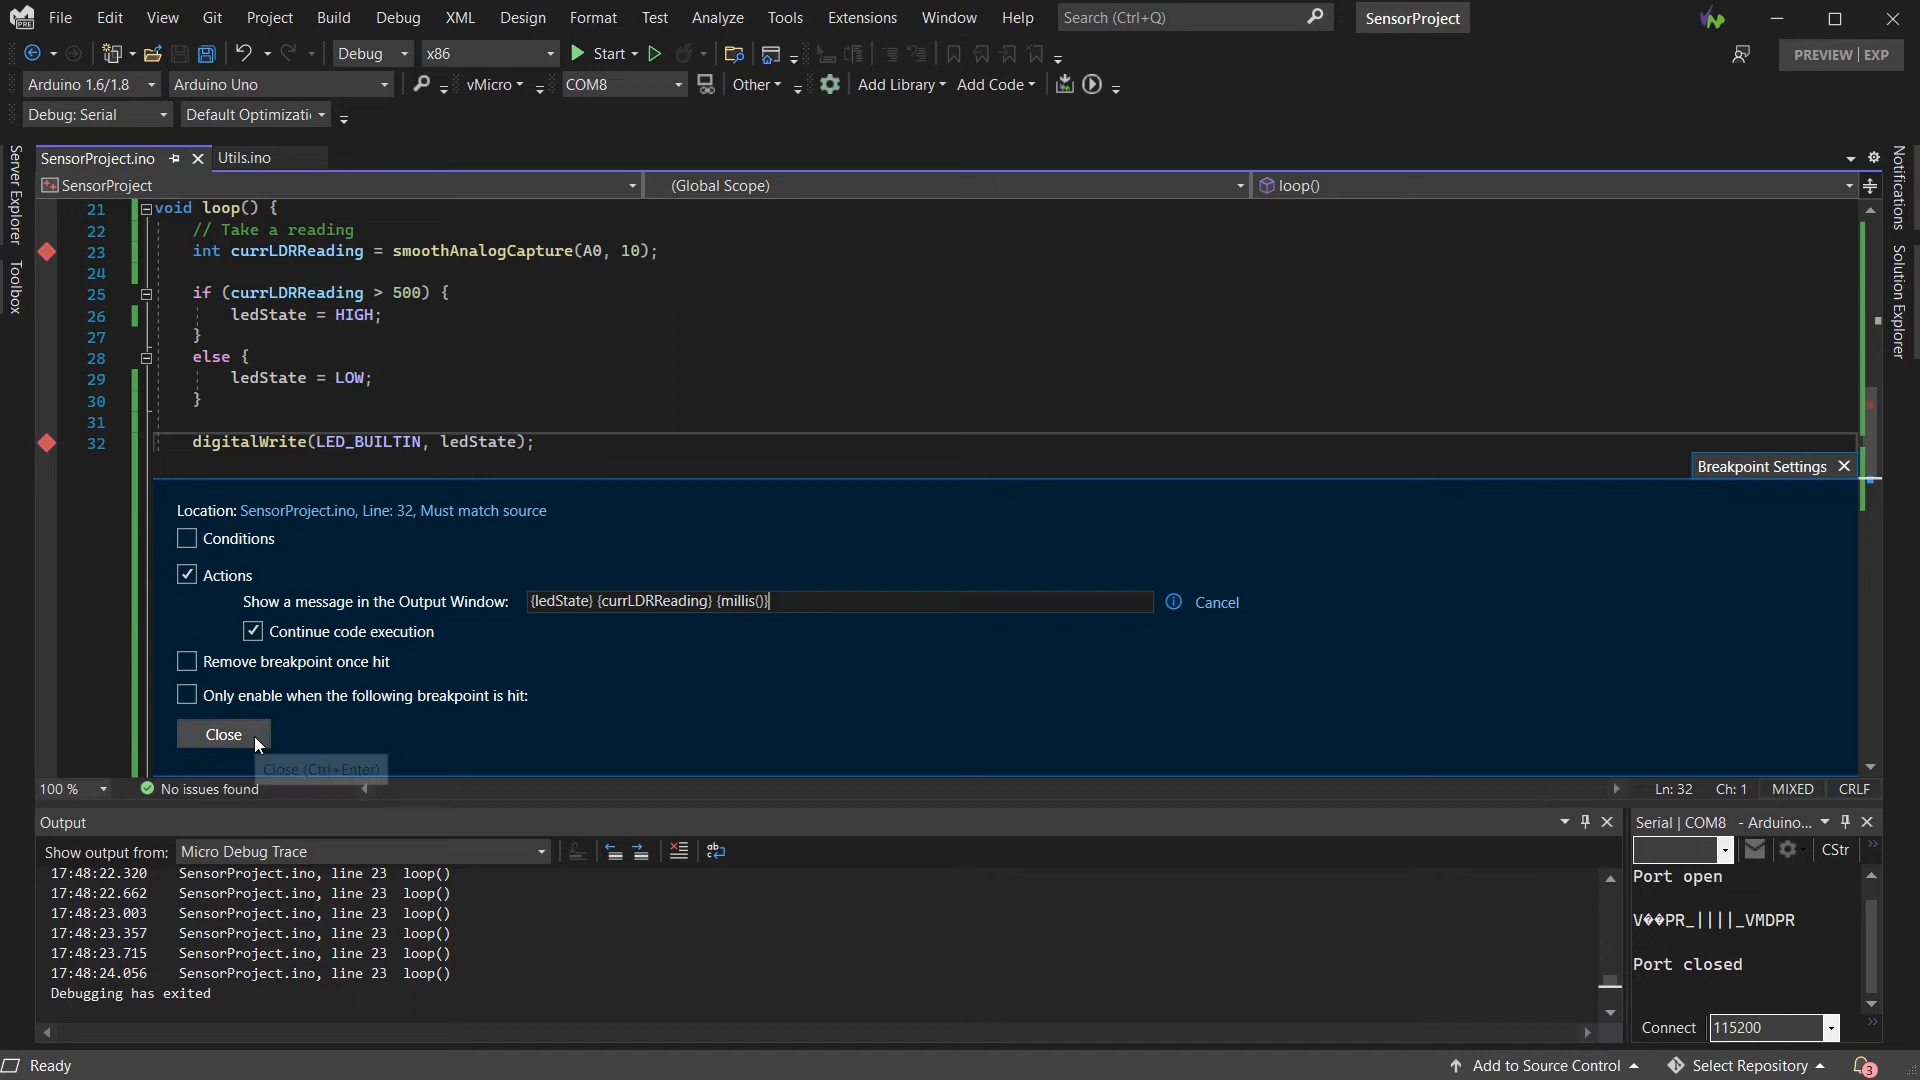 File Edit View Git Project Build Debug XML Design Format Test Analyze Tools Extensions Window Help Search (Ctrl+Q) SensorProject
Debug x86 Start PREVIEW | EXP
Arduino 1.6/1.8 Arduino Uno vMicro COM8 Other Add Library Add Code
Debug: Serial Default Optimizati
SensorProject.ino Utils.ino
SensorProject (Global Scope) loop()
Server Explorer
Toolbox
Notifications
Solution Explorer
21 void loop() {
22 // Take a reading
23 int currLDRReading = smoothAnalogCapture(A0, 10);
24
25 if (currLDRReading > 500) {
26 ledState = HIGH;
27 }
28 else {
29 ledState = LOW;
30 }
31
32 digitalWrite(LED_BUILTIN, ledState);
Breakpoint Settings
Location: SensorProject.ino, Line: 32, Must match source
Conditions
Actions
Show a message in the Output Window: {ledState} {currLDRReading} {millis()} Cancel
Continue code execution
Remove breakpoint once hit
Only enable when the following breakpoint is hit:
Close
Close (Ctrl+Enter)
100 % No issues found Ln: 32 Ch: 1 MIXED CRLF
Output
Show output from: Micro Debug Trace
17:48:22.320 SensorProject.ino, line 23 loop()
17:48:22.662 SensorProject.ino, line 23 loop()
17:48:23.003 SensorProject.ino, line 23 loop()
17:48:23.357 SensorProject.ino, line 23 loop()
17:48:23.715 SensorProject.ino, line 23 loop()
17:48:24.056 SensorProject.ino, line 23 loop()
Debugging has exited
Serial | COM8 - Arduino...
CStr
Port open
V��PR_||||_VMDPR
Port closed
Connect 115200
Ready Add to Source Control Select Repository 3